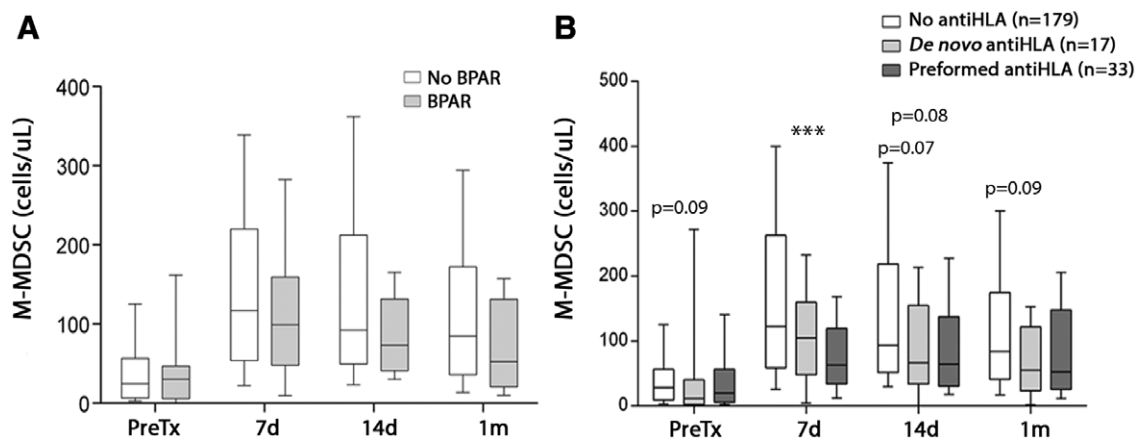 A
No BPAR
BPAR
M-MDSC (cells/uL)
400
300
200
100
0
PreTx 7d 14d 1m
B
No antiHLA (n=179)
De novo antiHLA (n=17)
Preformed antiHLA (n=33)
M-MDSC (cells/uL)
500
400
300
200
100
0
p=0.09
***
p=0.08
p=0.07
p=0.09
PreTx 7d 14d 1m